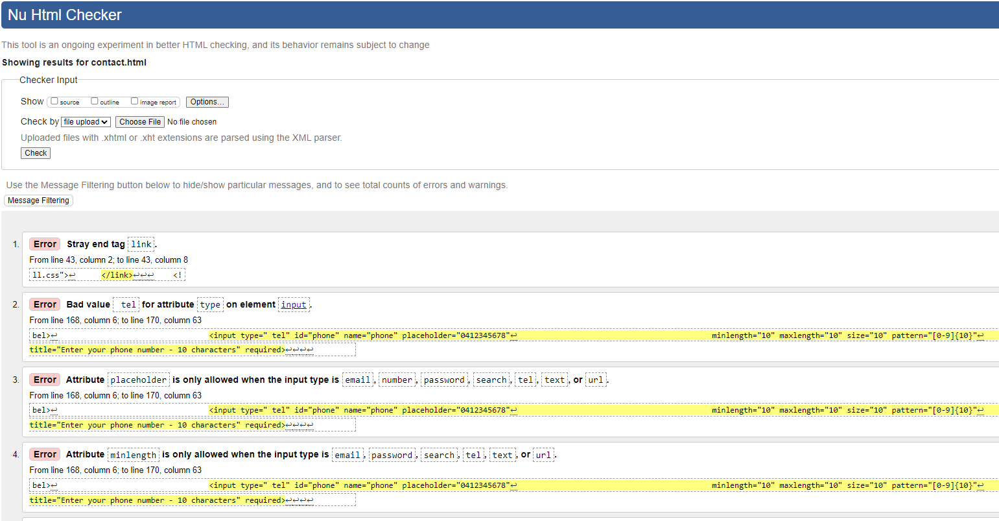 Nu Html Checker
This tool is an ongoing experiment in better HTML checking, and its behavior remains subject to change
Showing results for contact.html
Checker Input
Show source outline image report Options...
Check by file upload Choose File No file chosen
Uploaded files with .xhtml or .xht extensions are parsed using the XML parser.
Check
Use the Message Filtering button below to hide/show particular messages, and to see total counts of errors and warnings.
Message Filtering
1. Error Stray end tag link.
From line 43, column 2; to line 43, column 8
ll.css">↩ </link>↩↩↩ <!
2. Error Bad value  tel for attribute type on element input.
From line 168, column 6; to line 170, column 63
bel>↩ <input type=" tel" id="phone" name="phone" placeholder="0412345678"↩ minlength="10" maxlength="10" size="10" pattern="[0-9]{10}"↩
title="Enter your phone number - 10 characters" required>↩↩↩↩
3. Error Attribute placeholder is only allowed when the input type is email, number, password, search, tel, text, or url.
From line 168, column 6; to line 170, column 63
bel>↩ <input type=" tel" id="phone" name="phone" placeholder="0412345678"↩ minlength="10" maxlength="10" size="10" pattern="[0-9]{10}"↩
title="Enter your phone number - 10 characters" required>↩↩↩↩
4. Error Attribute minlength is only allowed when the input type is email, password, search, tel, text, or url.
From line 168, column 6; to line 170, column 63
bel>↩ <input type=" tel" id="phone" name="phone" placeholder="0412345678"↩ minlength="10" maxlength="10" size="10" pattern="[0-9]{10}"↩
title="Enter your phone number - 10 characters" required>↩↩↩↩